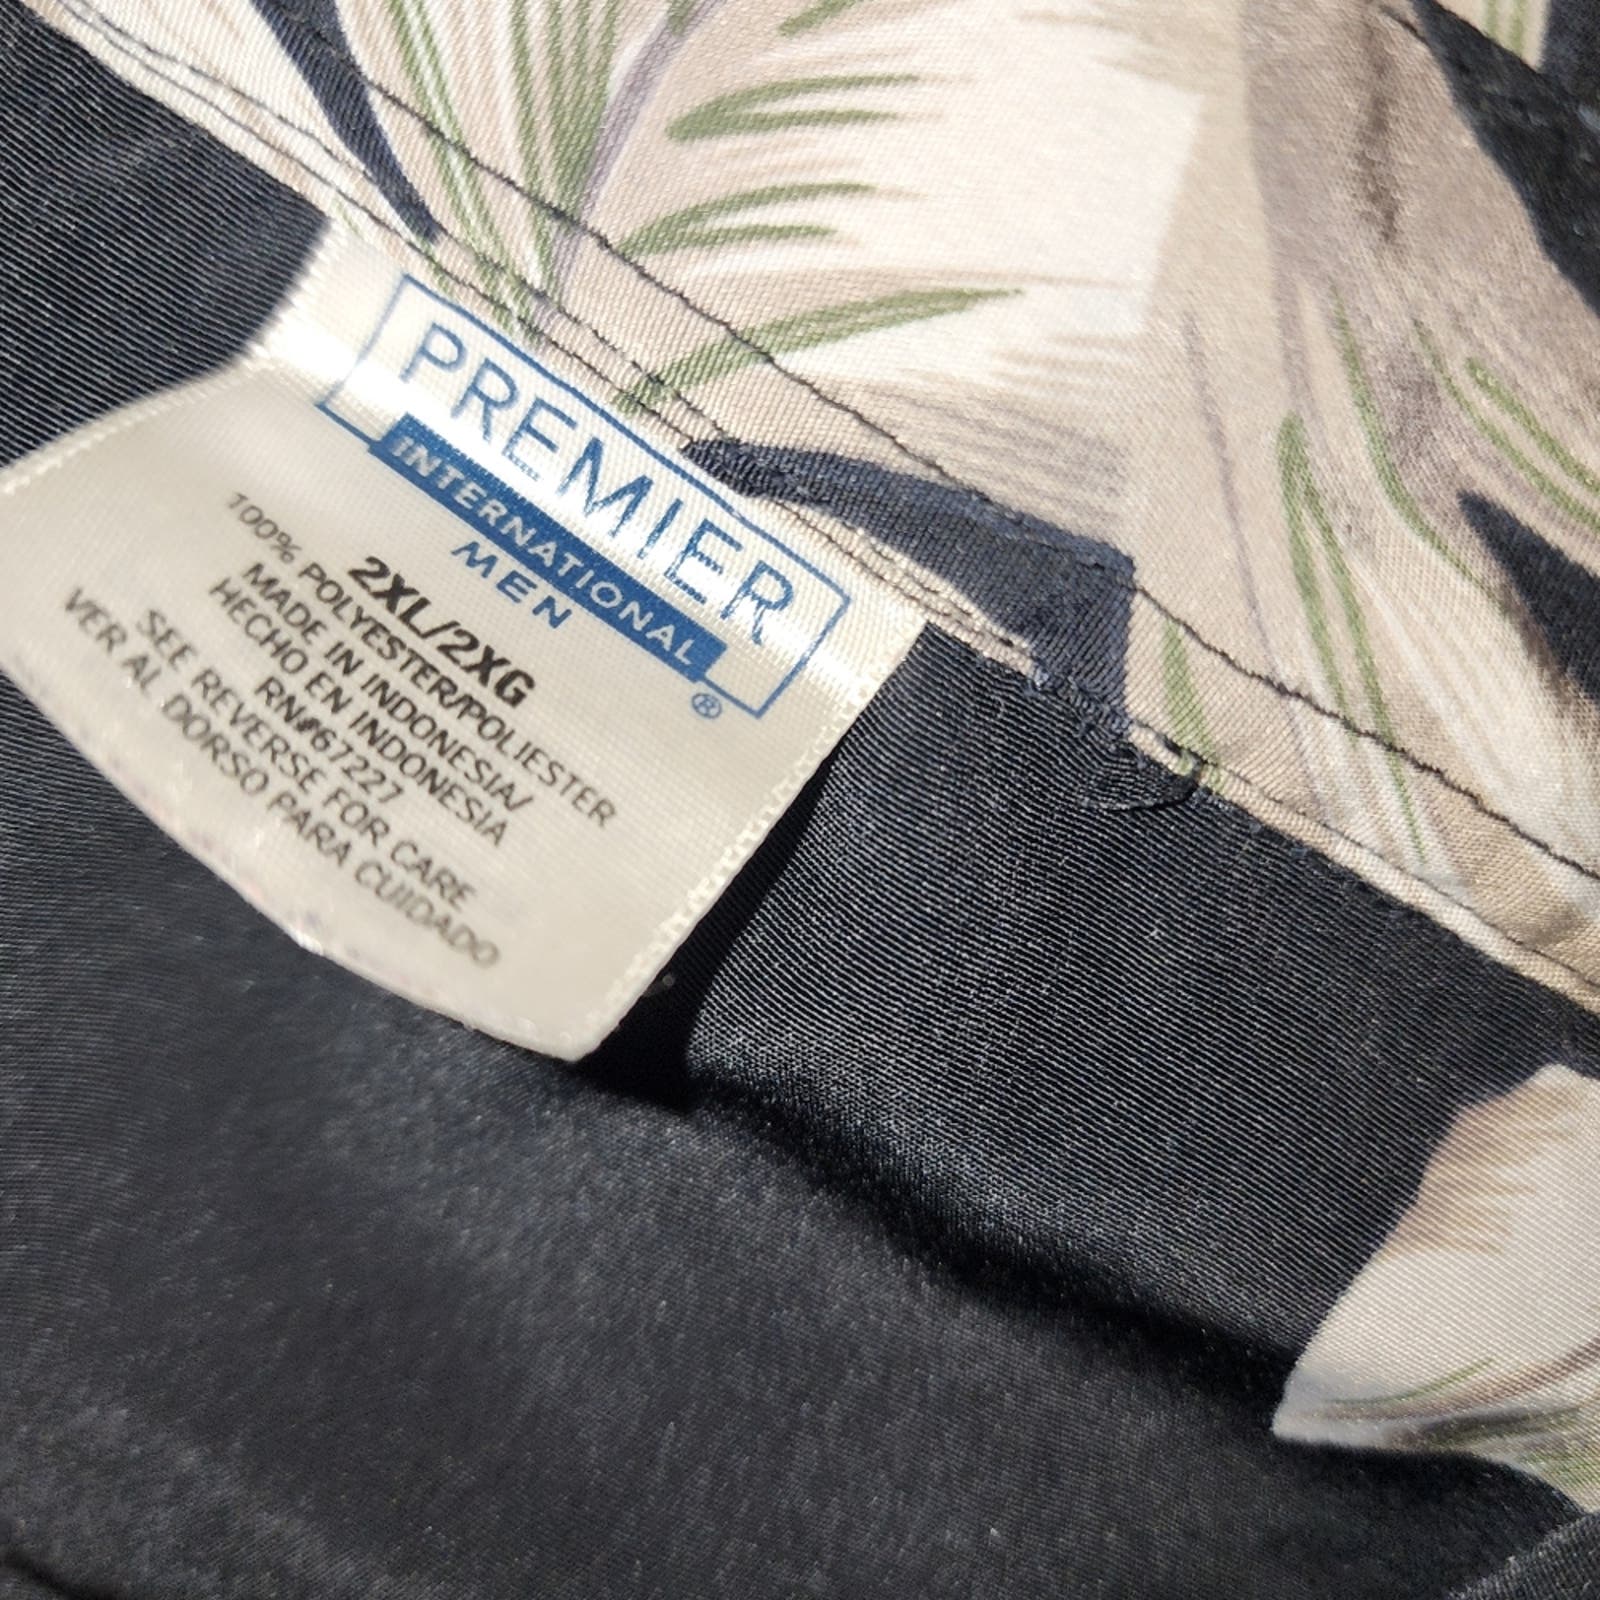 PREMIER
INTERNATIONAL
MEN
®
2XL/2XG
100% POLYESTER/POLIESTER
MADE IN INDONESIA/
HECHO EN INDONESIA
RN#67227
SEE REVERSE FOR CARE
VER AL DORSO PARA CUIDADO